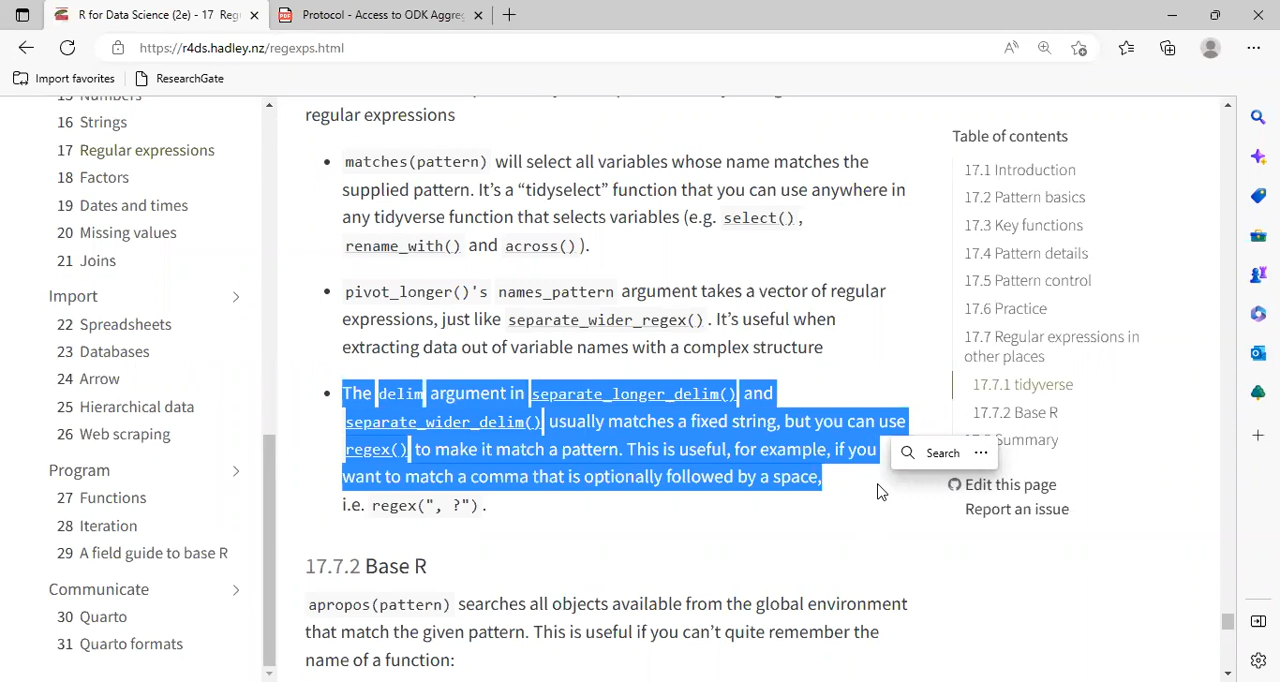 R for Data Science (2e) - 17 Reg
Protocol - Access to ODK Aggre
https://r4ds.hadley.nz/regexps.html
Import favorites
ResearchGate
15 Numbers
16 Strings
17 Regular expressions
18 Factors
19 Dates and times
20 Missing values
21 Joins
Import
22 Spreadsheets
23 Databases
24 Arrow
25 Hierarchical data
26 Web scraping
Program
27 Functions
28 Iteration
29 A field guide to base R
Communicate
30 Quarto
31 Quarto formats
regular expressions
matches(pattern) will select all variables whose name matches the
supplied pattern. It’s a “tidyselect” function that you can use anywhere in
any tidyverse function that selects variables (e.g. select(),
rename_with() and across()).
pivot_longer()'s names_pattern argument takes a vector of regular
expressions, just like separate_wider_regex(). It’s useful when
extracting data out of variable names with a complex structure
The delim argument in separate_longer_delim() and
separate_wider_delim() usually matches a fixed string, but you can use
regex() to make it match a pattern. This is useful, for example, if you
want to match a comma that is optionally followed by a space,
i.e. regex(", ?").
Search
17.7.2 Base R
apropos(pattern) searches all objects available from the global environment
that match the given pattern. This is useful if you can’t quite remember the
name of a function:
Table of contents
17.1 Introduction
17.2 Pattern basics
17.3 Key functions
17.4 Pattern details
17.5 Pattern control
17.6 Practice
17.7 Regular expressions in
other places
17.7.1 tidyverse
17.7.2 Base R
Summary
Edit this page
Report an issue